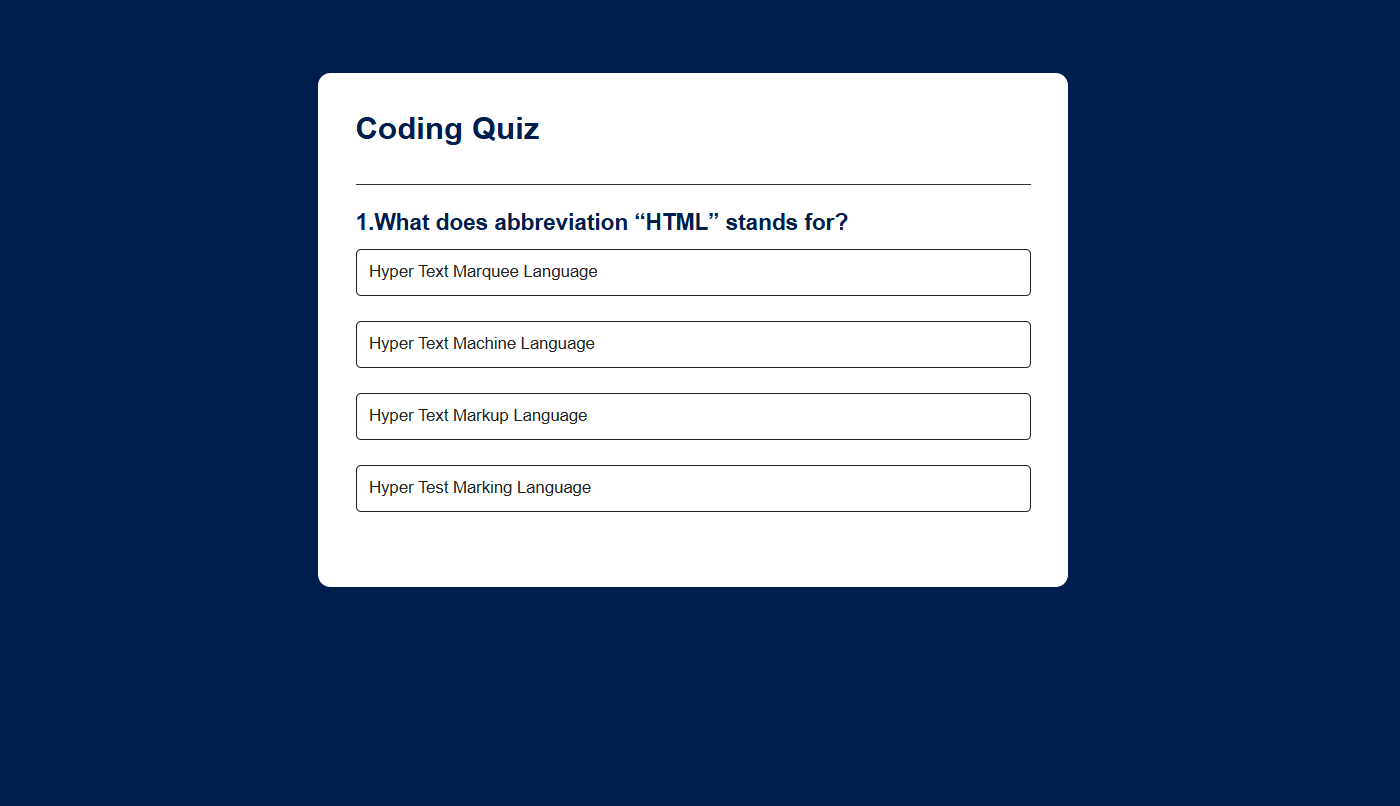 Coding Quiz
1.What does abbreviation “HTML” stands for?
Hyper Text Marquee Language
Hyper Text Machine Language
Hyper Text Markup Language
Hyper Test Marking Language